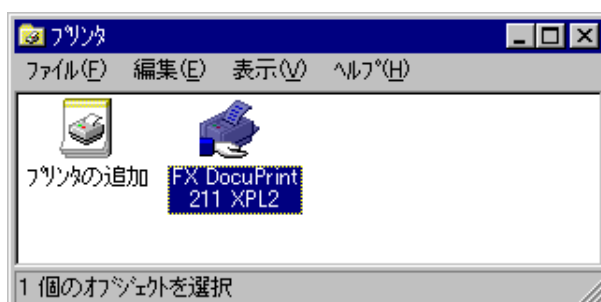 プリンタ
ファイル(F) 編集(E) 表示(V) ヘルプ(H)
プリンタの追加
FX DocuPrint
211 XPL2
1 個のオブジェクトを選択